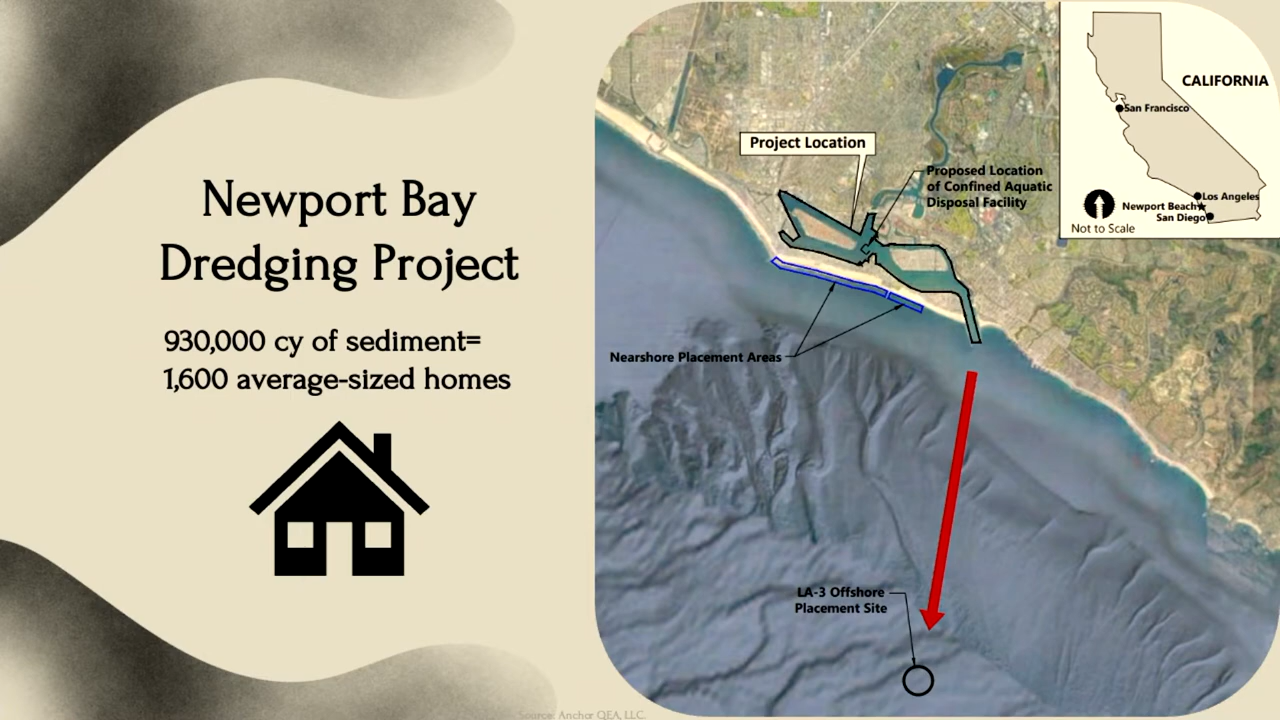 Newport Bay
Dredging Project
930,000 cy of sediment=
1,600 average-sized homes
Project Location
Proposed Location
of Confined Aquatic
Disposal Facility
Nearshore Placement Areas
LA-3 Offshore
Placement Site
CALIFORNIA
San Francisco
Los Angeles
Newport Beach
San Diego
Not to Scale
Source: Anchor QEA, LLC.